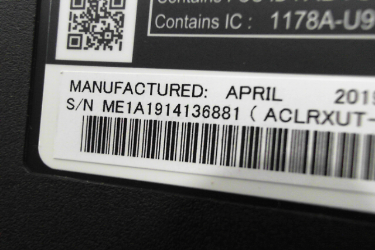 Contains IC : 1178A-U9
MANUFACTURED: APRIL 2019
S/N ME1A1914136881 ( ACLRXUT-